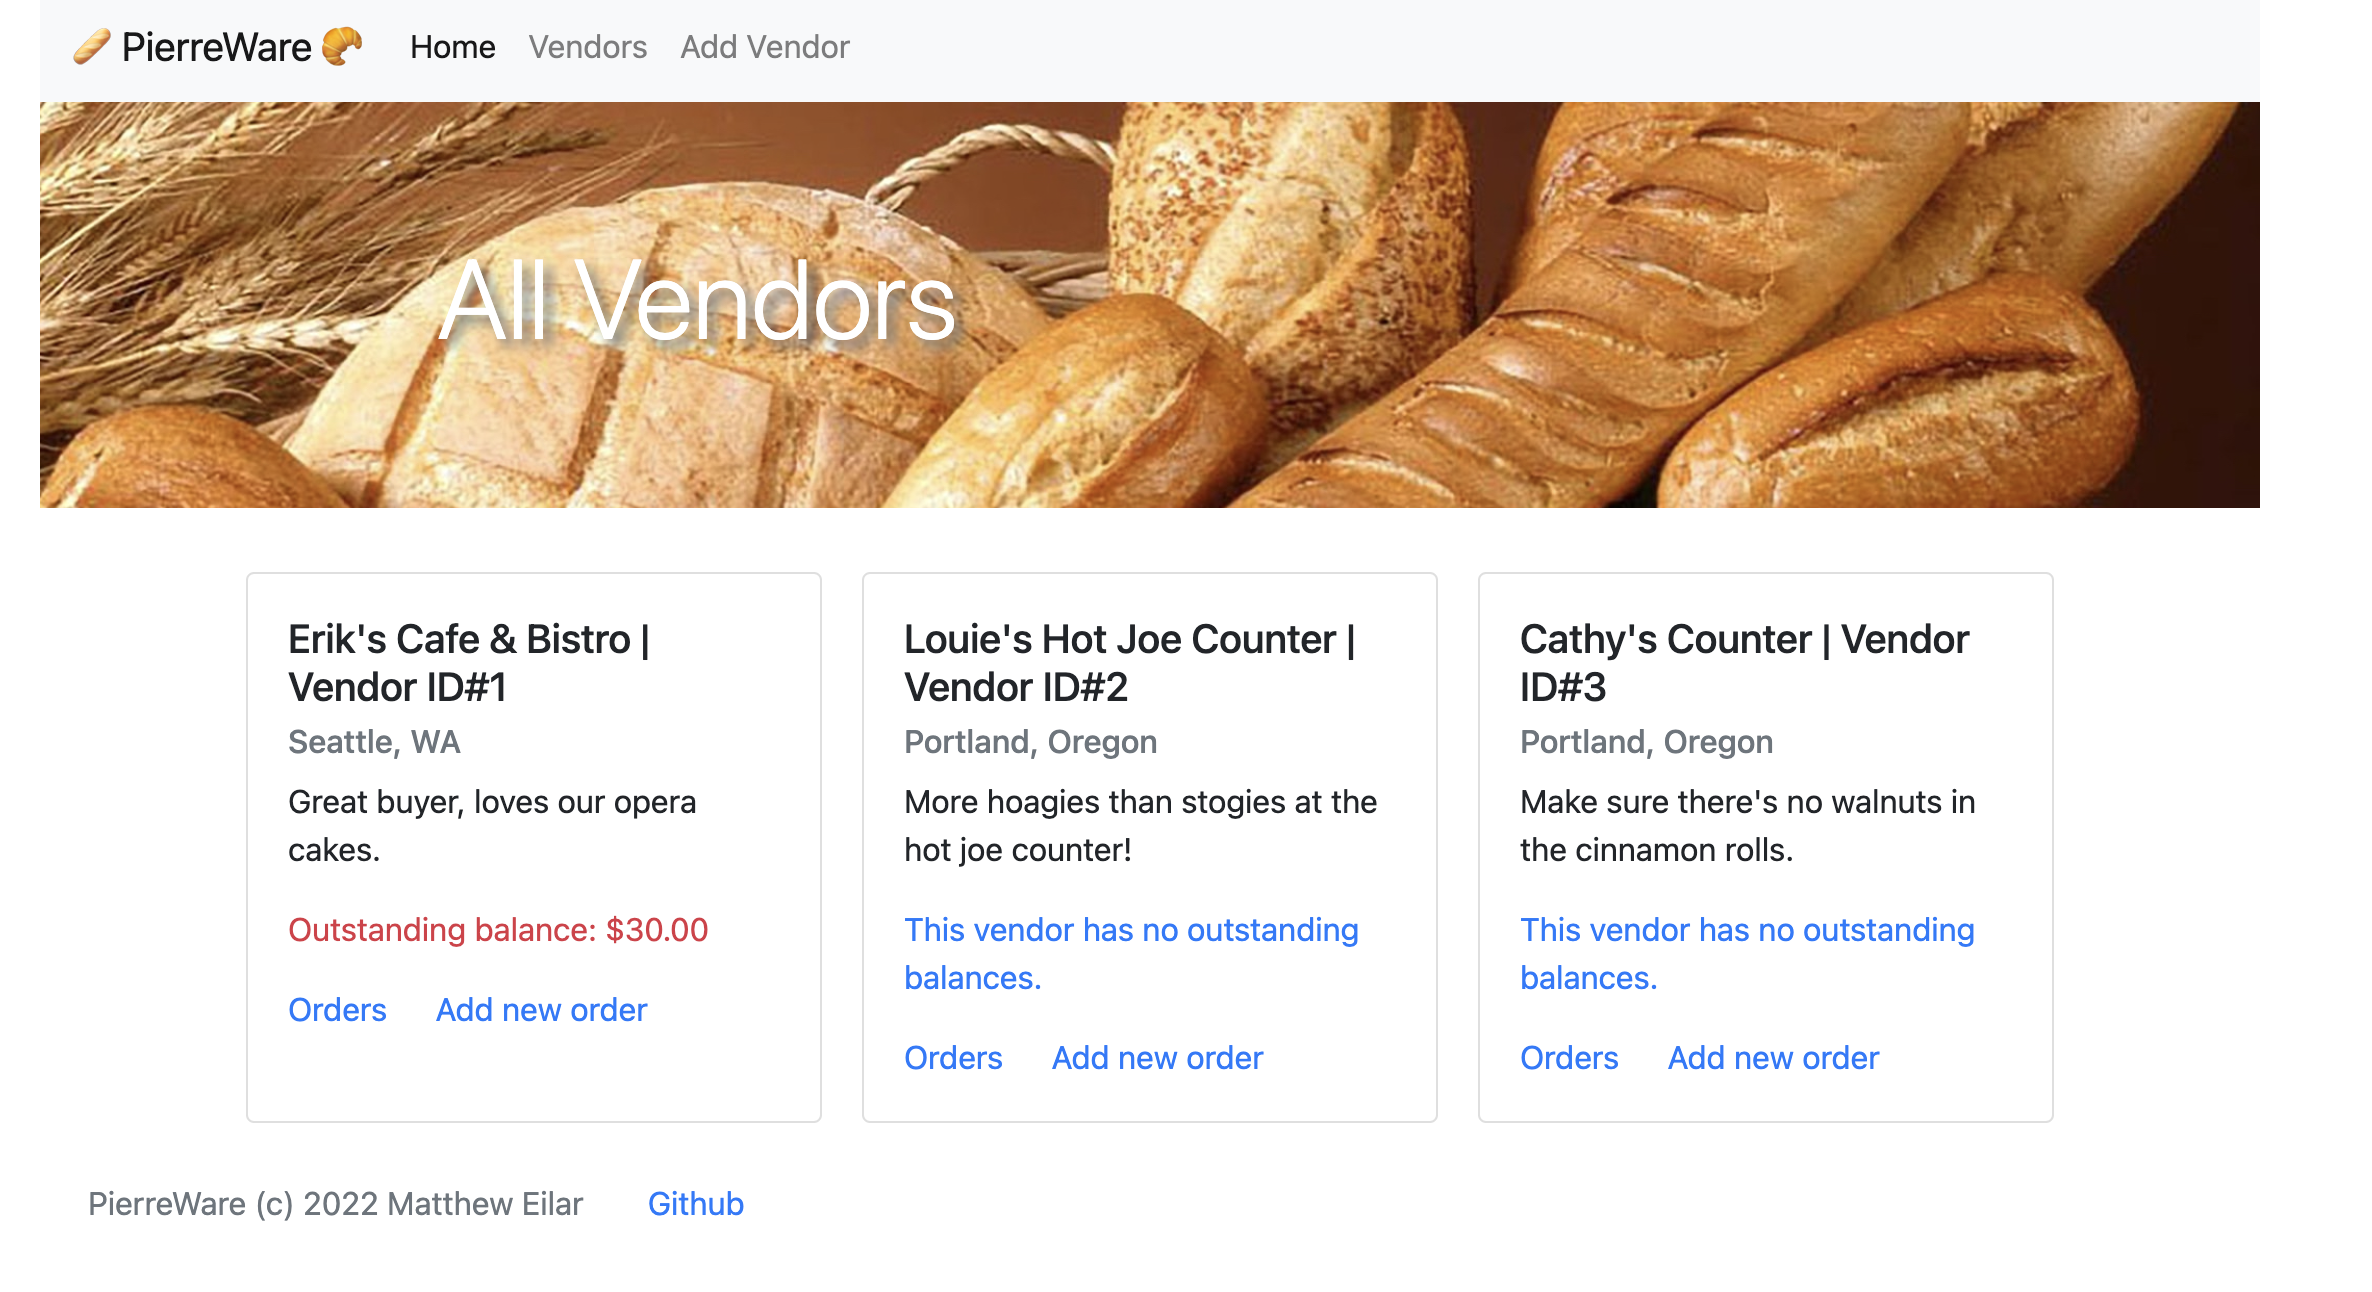 🥖 PierreWare 🥐 Home Vendors Add Vendor
All Vendors
Erik's Cafe & Bistro |
Vendor ID#1
Seattle, WA
Great buyer, loves our opera
cakes.
Outstanding balance: $30.00
Orders Add new order
Louie's Hot Joe Counter |
Vendor ID#2
Portland, Oregon
More hoagies than stogies at the
hot joe counter!
This vendor has no outstanding
balances.
Orders Add new order
Cathy's Counter | Vendor
ID#3
Portland, Oregon
Make sure there's no walnuts in
the cinnamon rolls.
This vendor has no outstanding
balances.
Orders Add new order
PierreWare (c) 2022 Matthew Eilar Github